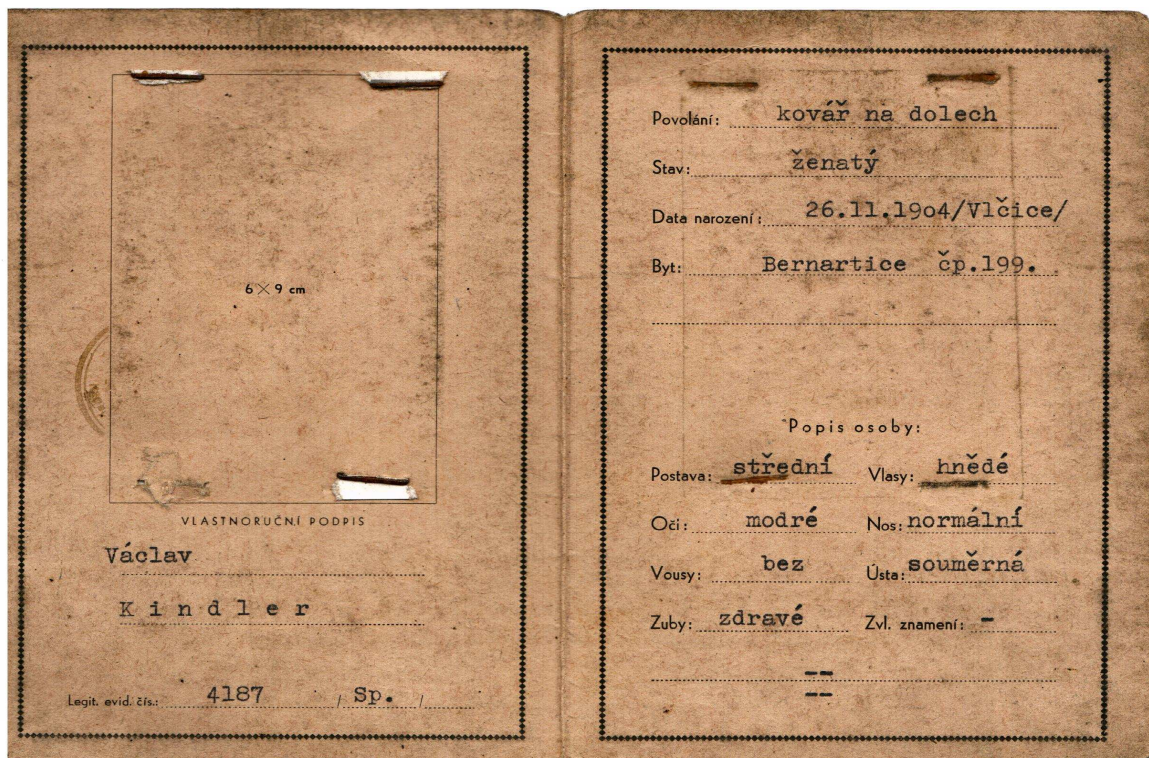 6×9 cm
VLASTNORUČNÍ PODPIS
Václav
Kindler
Legit. evid. čís.: 4187 / Sp. /
Povolání: kovář na dolech
Stav: ženatý
Data narození: 26.11.19o4/Vlčice/
Byt: Bernartice čp.199.
Popis osoby:
Postava: střední Vlasy: hnědé
Oči: modré Nos: normální
Vousy: bez Ústa: souměrná
Zuby: zdravé Zvl. znamení: -
--
--